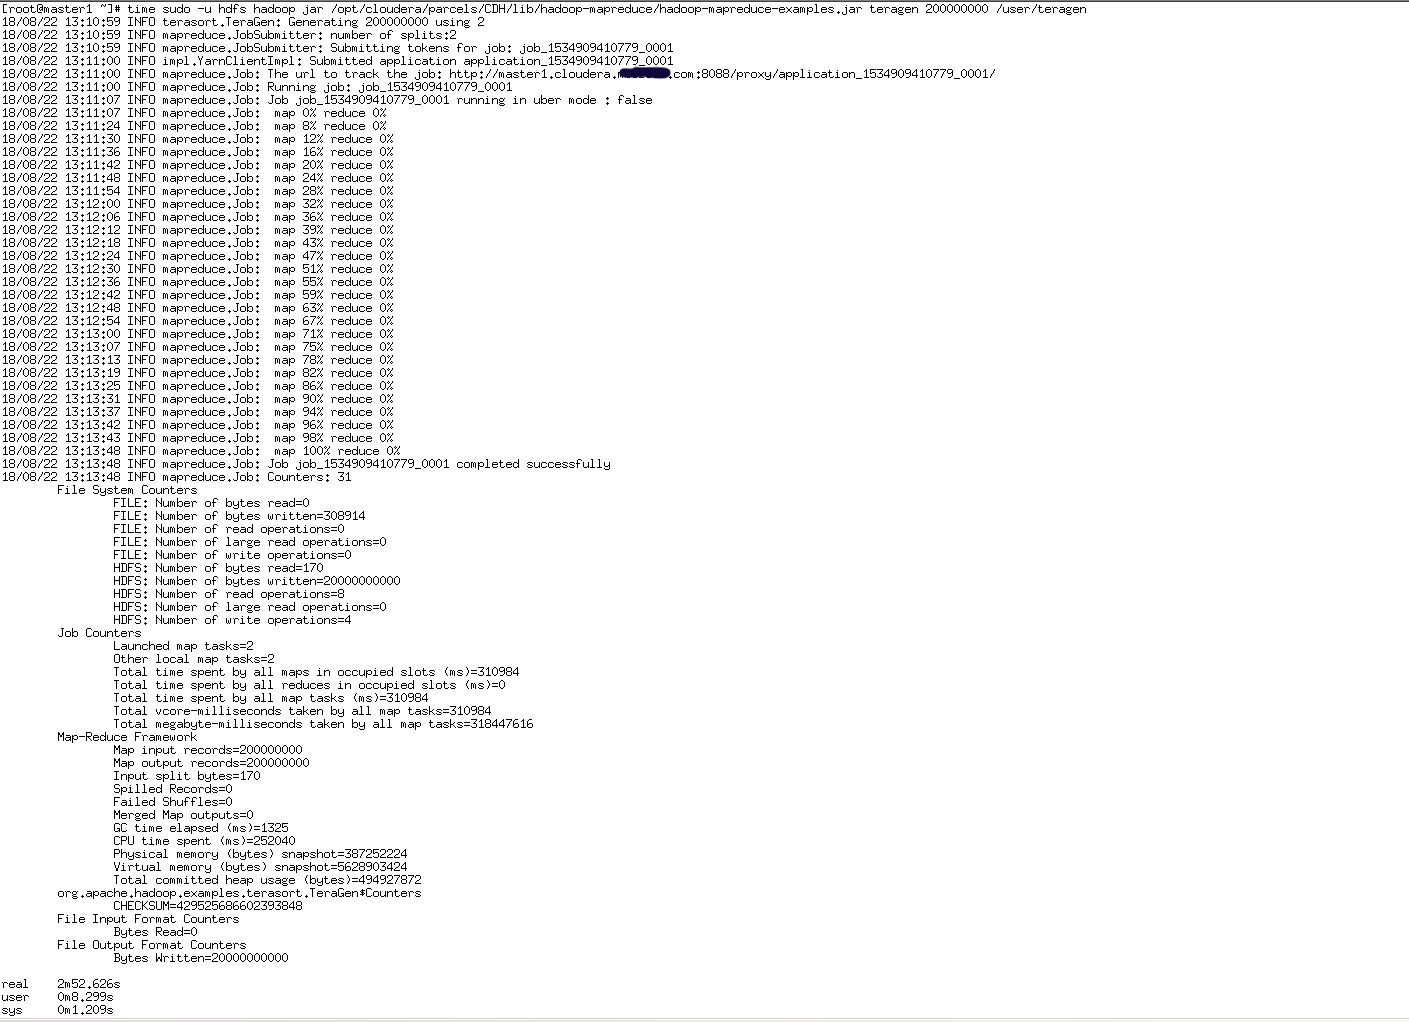 [root@master1 ~]# time sudo -u hdfs hadoop jar /opt/cloudera/parcels/CDH/lib/hadoop-mapreduce/hadoop-mapreduce-examples.jar teragen 200000000 /user/teragen
18/08/22 13:10:59 INFO terasort.TeraGen: Generating 200000000 using 2
18/08/22 13:10:59 INFO mapreduce.JobSubmitter: number of splits:2
18/08/22 13:10:59 INFO mapreduce.JobSubmitter: Submitting tokens for job: job_1534909410779_0001
18/08/22 13:11:00 INFO impl.YarnClientImpl: Submitted application application_1534909410779_0001
18/08/22 13:11:00 INFO mapreduce.Job: The url to track the job: http://master1.cloudera. .com:8088/proxy/application_1534909410779_0001/
18/08/22 13:11:00 INFO mapreduce.Job: Running job: job_1534909410779_0001
18/08/22 13:11:07 INFO mapreduce.Job: Job job_1534909410779_0001 running in uber mode : false
18/08/22 13:11:07 INFO mapreduce.Job:  map 0% reduce 0%
18/08/22 13:11:24 INFO mapreduce.Job:  map 8% reduce 0%
18/08/22 13:11:30 INFO mapreduce.Job:  map 12% reduce 0%
18/08/22 13:11:36 INFO mapreduce.Job:  map 16% reduce 0%
18/08/22 13:11:42 INFO mapreduce.Job:  map 20% reduce 0%
18/08/22 13:11:48 INFO mapreduce.Job:  map 24% reduce 0%
18/08/22 13:11:54 INFO mapreduce.Job:  map 28% reduce 0%
18/08/22 13:12:00 INFO mapreduce.Job:  map 32% reduce 0%
18/08/22 13:12:06 INFO mapreduce.Job:  map 36% reduce 0%
18/08/22 13:12:12 INFO mapreduce.Job:  map 39% reduce 0%
18/08/22 13:12:18 INFO mapreduce.Job:  map 43% reduce 0%
18/08/22 13:12:24 INFO mapreduce.Job:  map 47% reduce 0%
18/08/22 13:12:30 INFO mapreduce.Job:  map 51% reduce 0%
18/08/22 13:12:36 INFO mapreduce.Job:  map 55% reduce 0%
18/08/22 13:12:42 INFO mapreduce.Job:  map 59% reduce 0%
18/08/22 13:12:48 INFO mapreduce.Job:  map 63% reduce 0%
18/08/22 13:12:54 INFO mapreduce.Job:  map 67% reduce 0%
18/08/22 13:13:00 INFO mapreduce.Job:  map 71% reduce 0%
18/08/22 13:13:07 INFO mapreduce.Job:  map 75% reduce 0%
18/08/22 13:13:13 INFO mapreduce.Job:  map 78% reduce 0%
18/08/22 13:13:19 INFO mapreduce.Job:  map 82% reduce 0%
18/08/22 13:13:25 INFO mapreduce.Job:  map 86% reduce 0%
18/08/22 13:13:31 INFO mapreduce.Job:  map 90% reduce 0%
18/08/22 13:13:37 INFO mapreduce.Job:  map 94% reduce 0%
18/08/22 13:13:42 INFO mapreduce.Job:  map 96% reduce 0%
18/08/22 13:13:43 INFO mapreduce.Job:  map 98% reduce 0%
18/08/22 13:13:48 INFO mapreduce.Job:  map 100% reduce 0%
18/08/22 13:13:48 INFO mapreduce.Job: Job job_1534909410779_0001 completed successfully
18/08/22 13:13:48 INFO mapreduce.Job: Counters: 31
File System Counters
FILE: Number of bytes read=0
FILE: Number of bytes written=308914
FILE: Number of read operations=0
FILE: Number of large read operations=0
FILE: Number of write operations=0
HDFS: Number of bytes read=170
HDFS: Number of bytes written=20000000000
HDFS: Number of read operations=8
HDFS: Number of large read operations=0
HDFS: Number of write operations=4
Job Counters
Launched map tasks=2
Other local map tasks=2
Total time spent by all maps in occupied slots (ms)=310984
Total time spent by all reduces in occupied slots (ms)=0
Total time spent by all map tasks (ms)=310984
Total vcore-milliseconds taken by all map tasks=310984
Total megabyte-milliseconds taken by all map tasks=318447616
Map-Reduce Framework
Map input records=200000000
Map output records=200000000
Input split bytes=170
Spilled Records=0
Failed Shuffles=0
Merged Map outputs=0
GC time elapsed (ms)=1325
CPU time spent (ms)=252040
Physical memory (bytes) snapshot=387252224
Virtual memory (bytes) snapshot=5628903424
Total committed heap usage (bytes)=494927872
org.apache.hadoop.examples.terasort.TeraGen$Counters
CHECKSUM=429525686602393848
File Input Format Counters
Bytes Read=0
File Output Format Counters
Bytes Written=20000000000
real    2m52.626s
user    0m8.299s
sys     0m1.209s